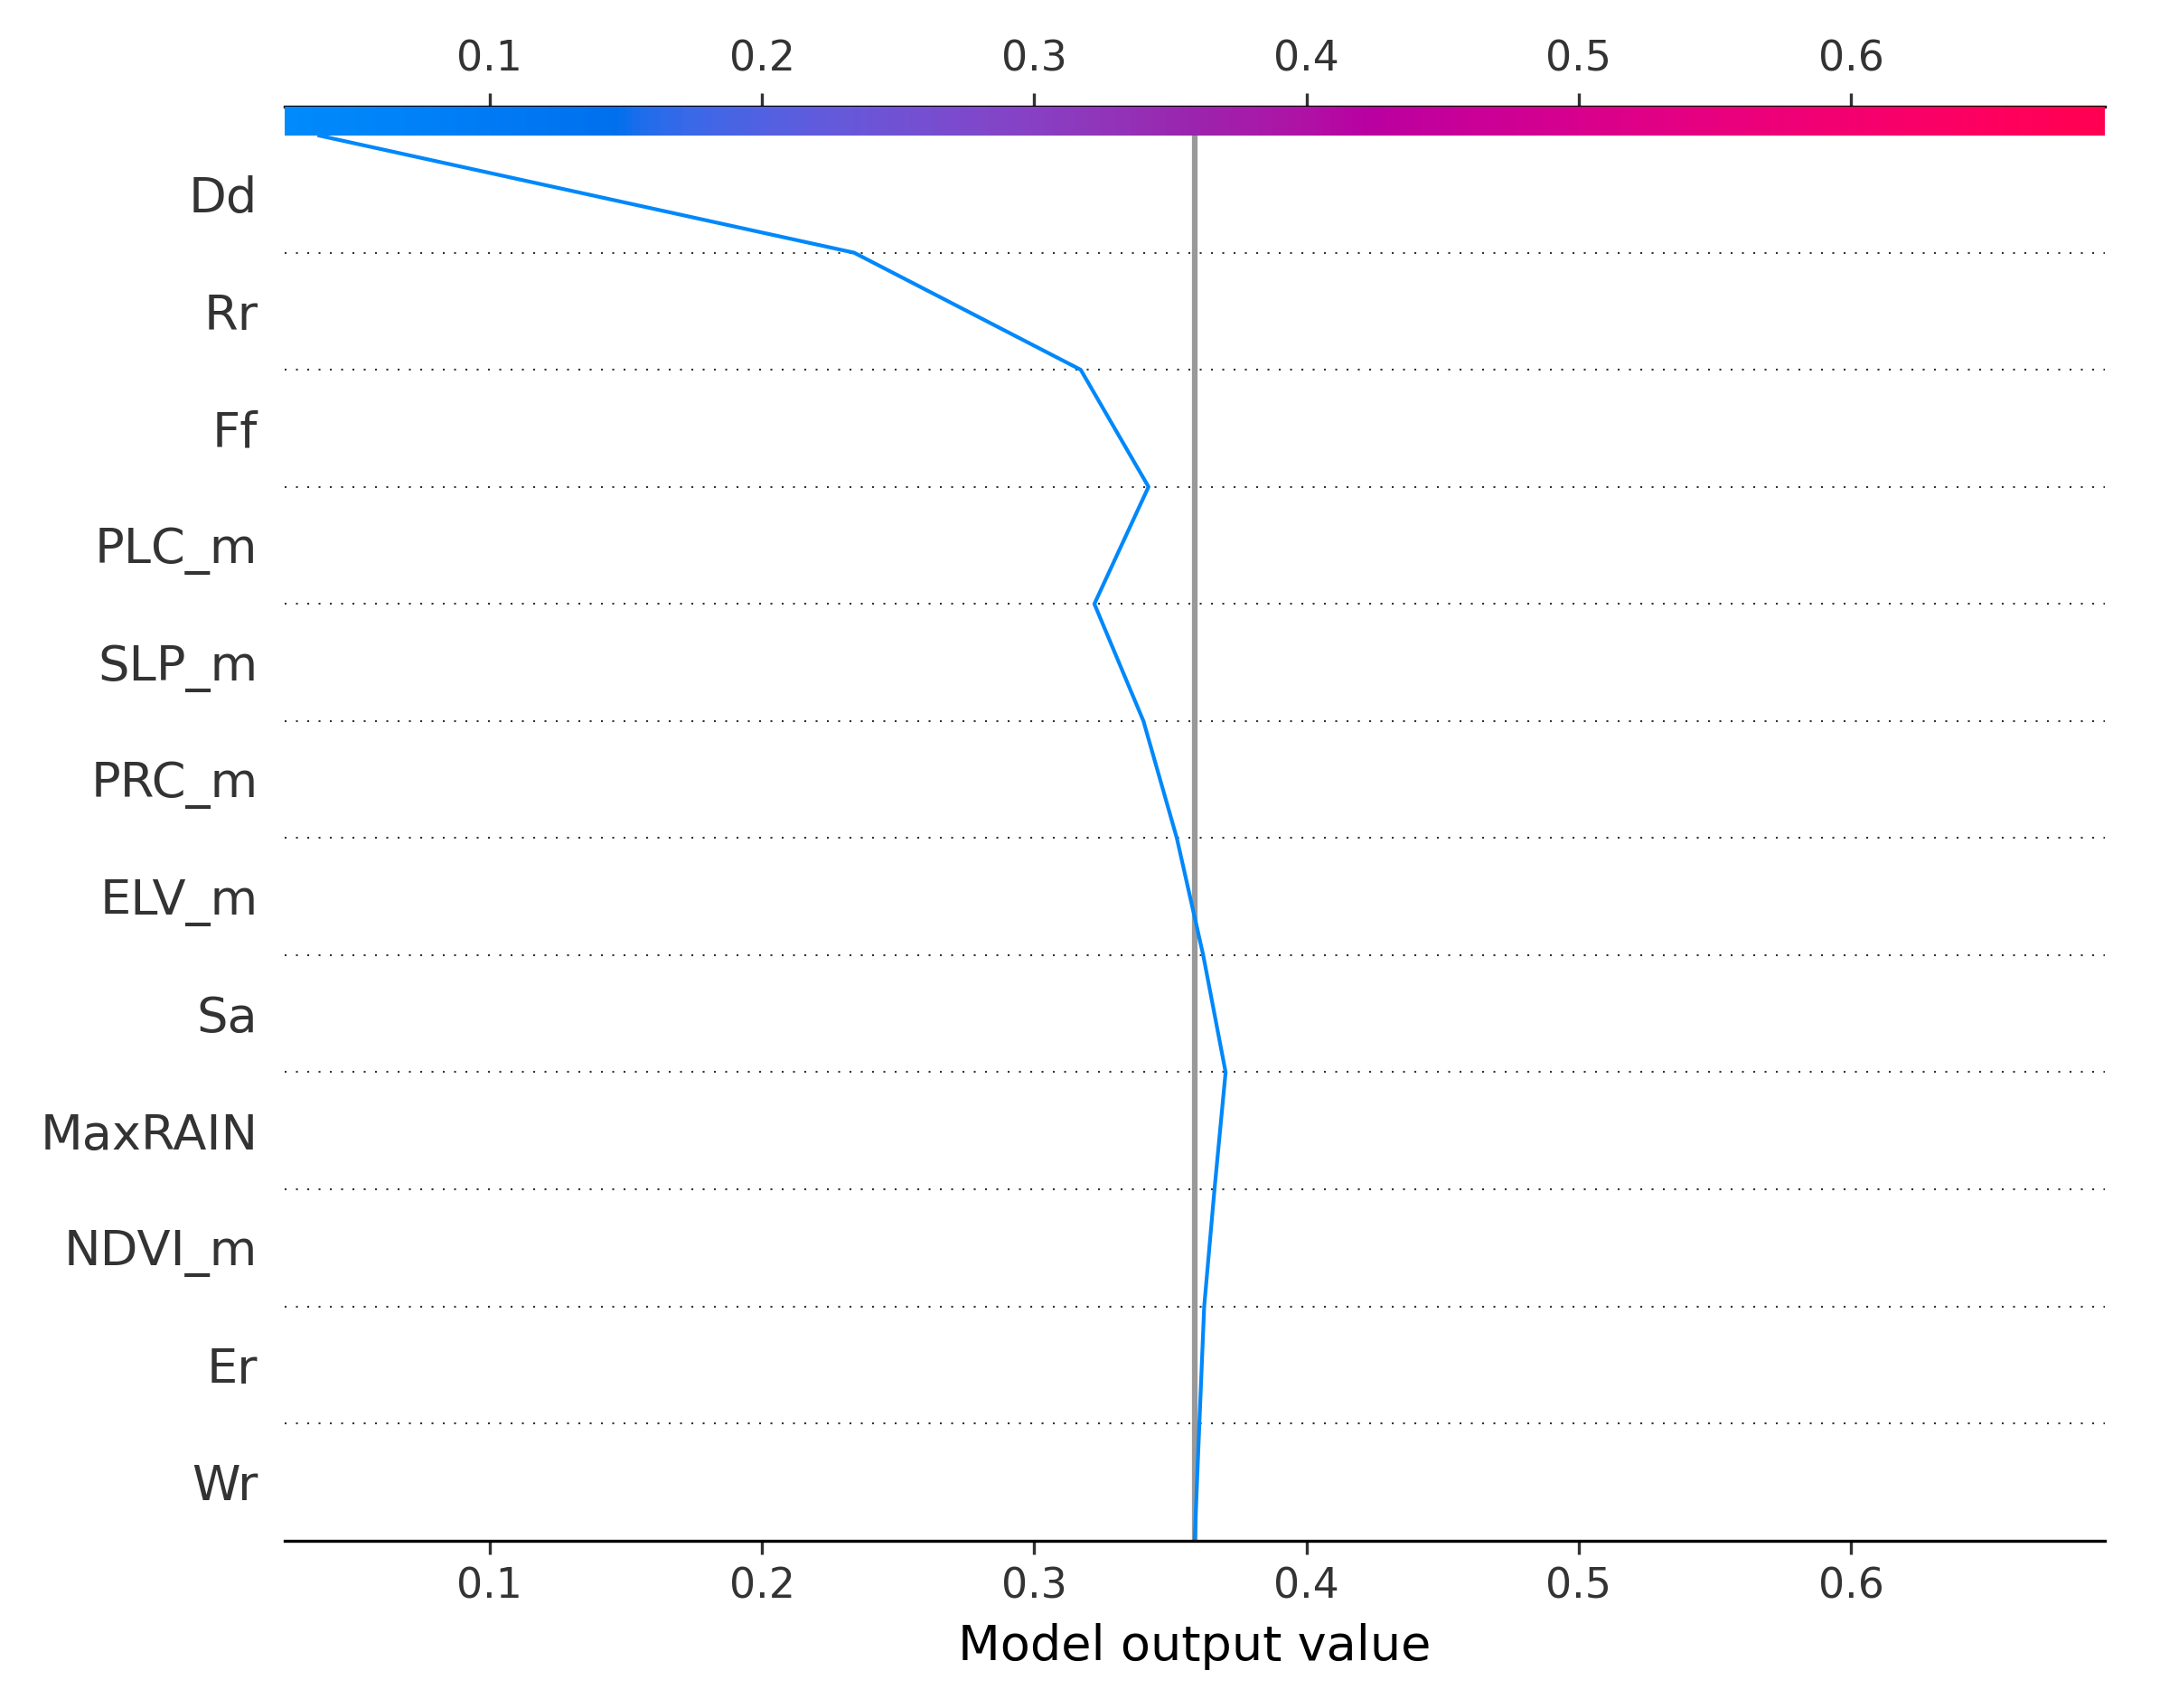 0.1 0.2 0.3 0.4 0.5 0.6
Dd
Rr
Ff
PLC_m
SLP_m
PRC_m
ELV_m
Sa
MaxRAIN
NDVI_m
Er
Wr
0.1 0.2 0.3 0.4 0.5 0.6
Model output value